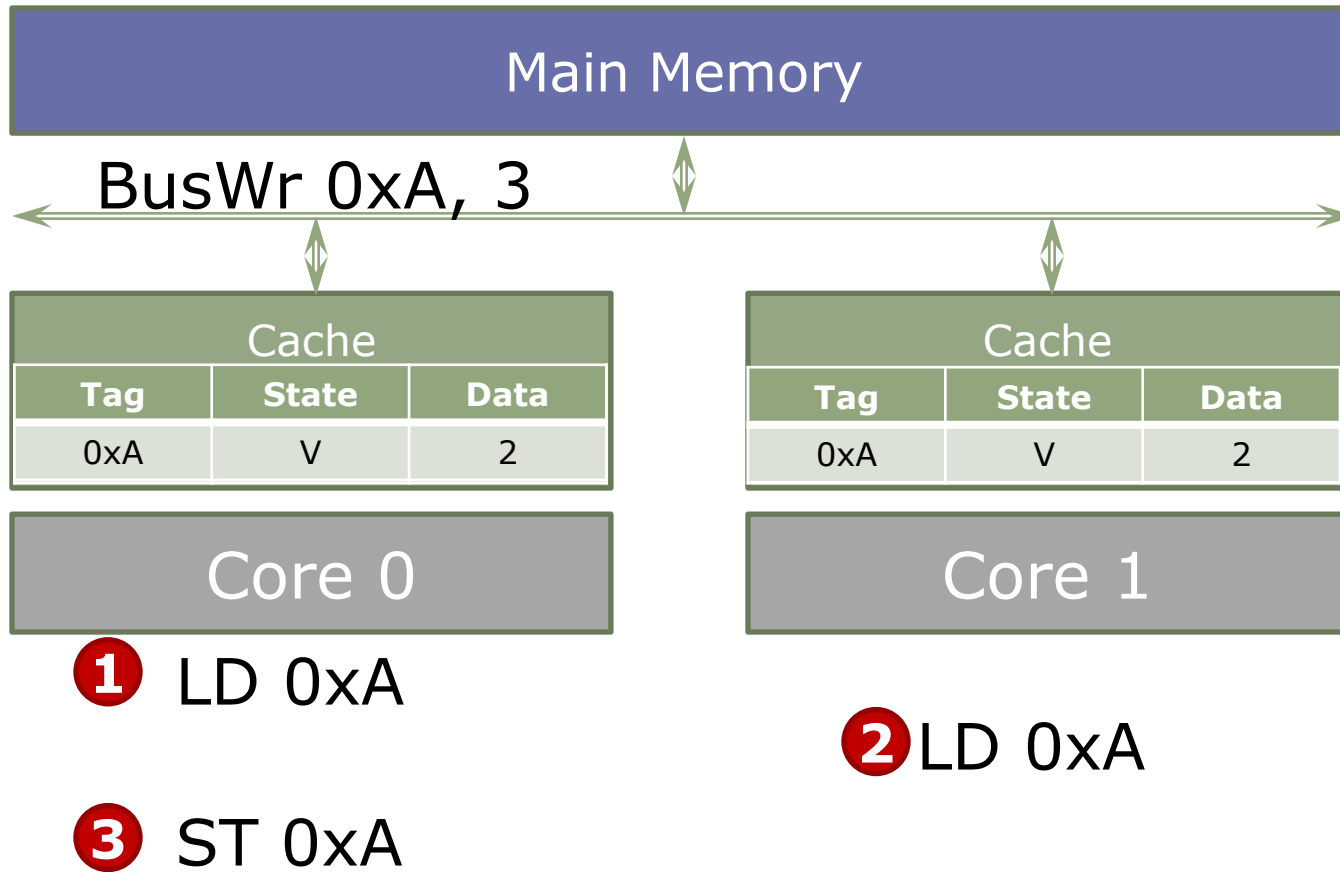 Main Memory
BusWr 0xA, 3
Cache
Tag State Data
0xA V 2
Cache
Tag State Data
0xA V 2
Core 0
Core 1
1 LD 0xA
2 LD 0xA
3 ST 0xA